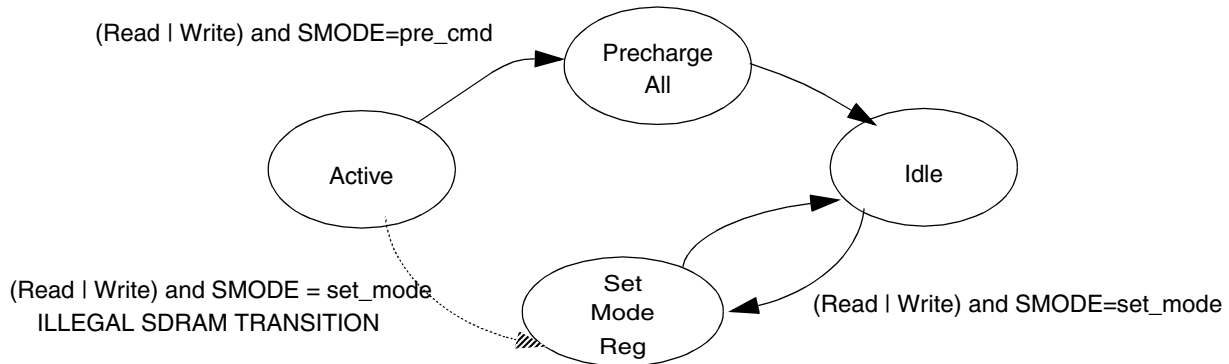 (Read | Write) and SMODE=pre_cmd
Precharge
All
Active
Idle
(Read | Write) and SMODE = set_mode
ILLEGAL SDRAM TRANSITION
Set
Mode
Reg
(Read | Write) and SMODE=set_mode